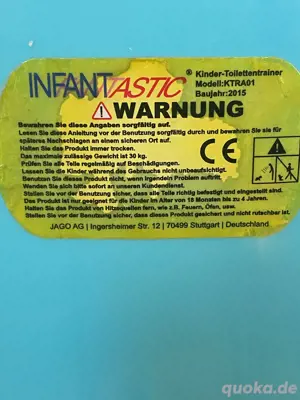 INFANTASTIC®
Kinder-Toilettentrainer
Modell:KTRA01
Baujahr:2015
WARNUNG
Bewahren Sie diese Angaben sorgfältig auf.
Lesen Sie diese Anleitung vor der Benutzung sorgfältig durch und bewahren Sie sie für
späteres Nachschlagen an einem sicheren Ort auf.
Halten Sie das Produkt immer trocken.
Das maximale zulässige Gewicht ist 30 kg.
Prüfen Sie die Teile regelmäßig auf Beschädigungen.
Lassen Sie Kinder während des Gebrauchs nicht unbeaufsichtigt.
Benutzen Sie dieses Produkt nicht, wenn irgendein Problem auftritt.
Wenden Sie sich bitte sofort an unseren Kundendienst.
Stellen Sie vor der Benutzung sicher, dass alle Teile richtig befestigt und eingestellt sind.
Das Produkt ist nur geeignet für die Kinder im Alter von 18 Monaten bis zu 4 Jahren.
Halten Sie das Produkt von Hitzequellen fern, wie z.B. Feuern, Öfen, usw.
Stellen Sie vor der Benutzung sicher, dass dieses Produkt gesichert und nicht rutschbar ist.
JAGO AG | Ingersheimer Str. 12 | 70499 Stuttgart | Deutschland
CE
quoka.de